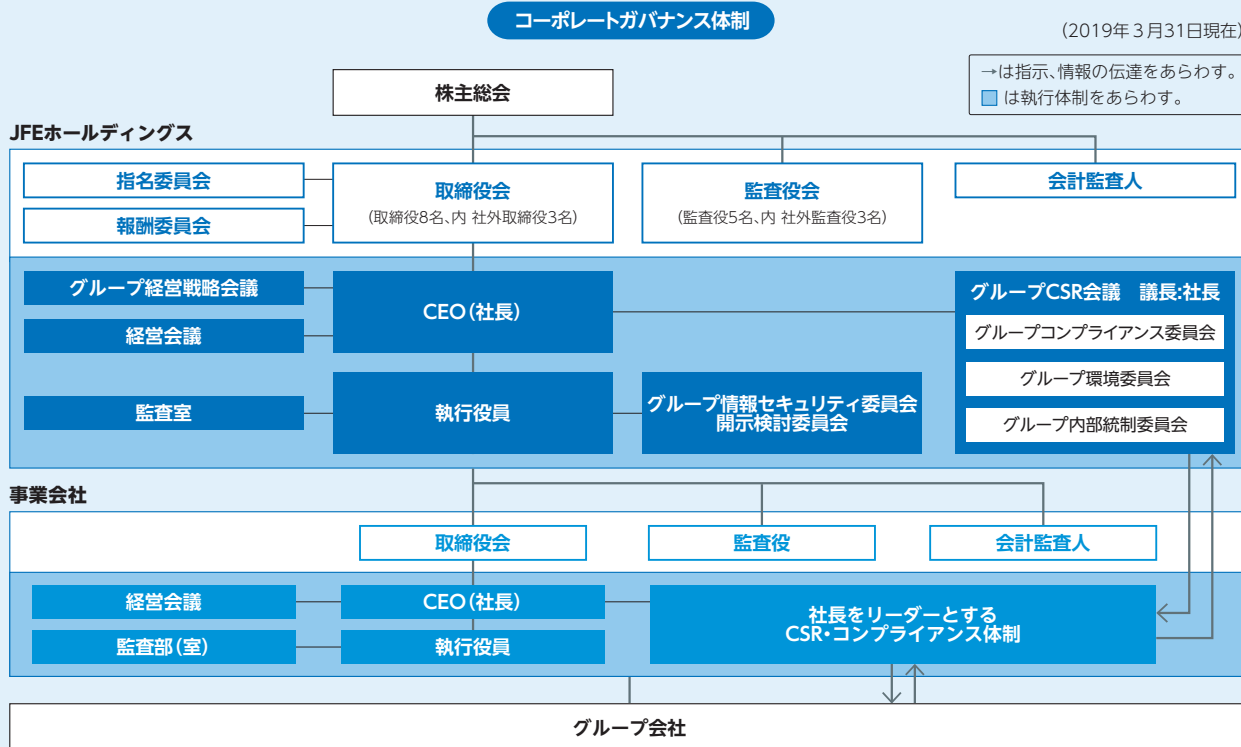 コーポレートガバナンス体制
(2019年3月31日現在)
→は指示、情報の伝達をあらわす。
は執行体制をあらわす。
株主総会
JFEホールディングス
指名委員会
報酬委員会
取締役会
(取締役8名、内 社外取締役3名)
監査役会
(監査役5名、内 社外監査役3名)
会計監査人
グループ経営戦略会議
経営会議
CEO(社長)
グループCSR会議 議長:社長
グループコンプライアンス委員会
グループ環境委員会
グループ内部統制委員会
監査室
執行役員
グループ情報セキュリティ委員会
開示検討委員会
事業会社
取締役会
監査役
会計監査人
経営会議
CEO(社長)
監査部(室)
執行役員
社長をリーダーとする
CSR・コンプライアンス体制
グループ会社